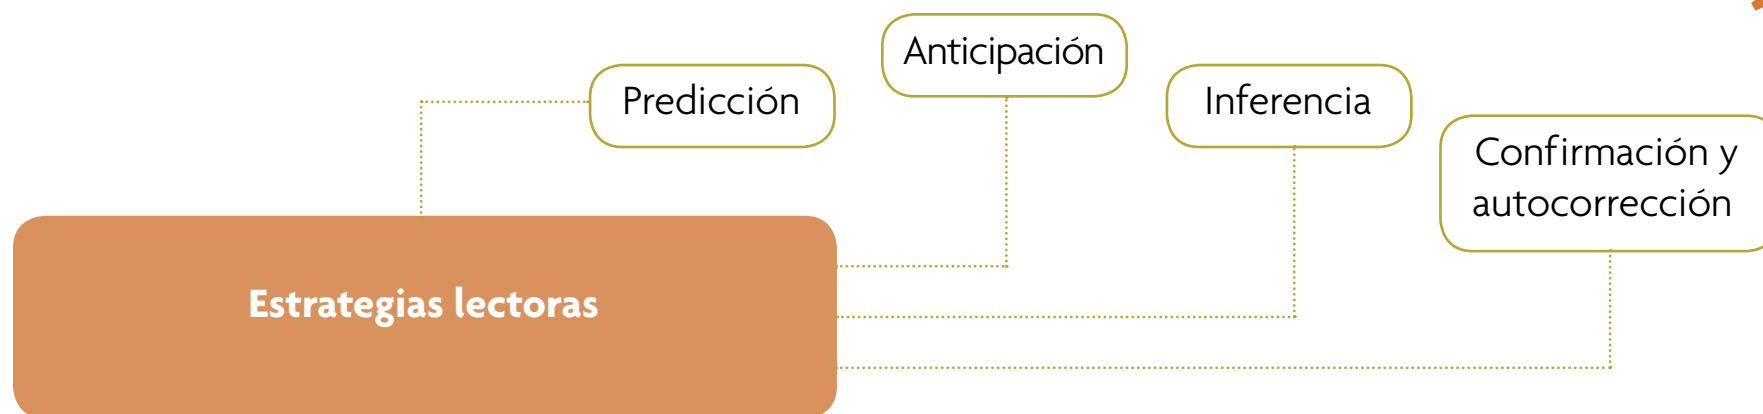 Anticipación
Predicción
Inferencia
Confirmación y
autocorrección
Estrategias lectoras